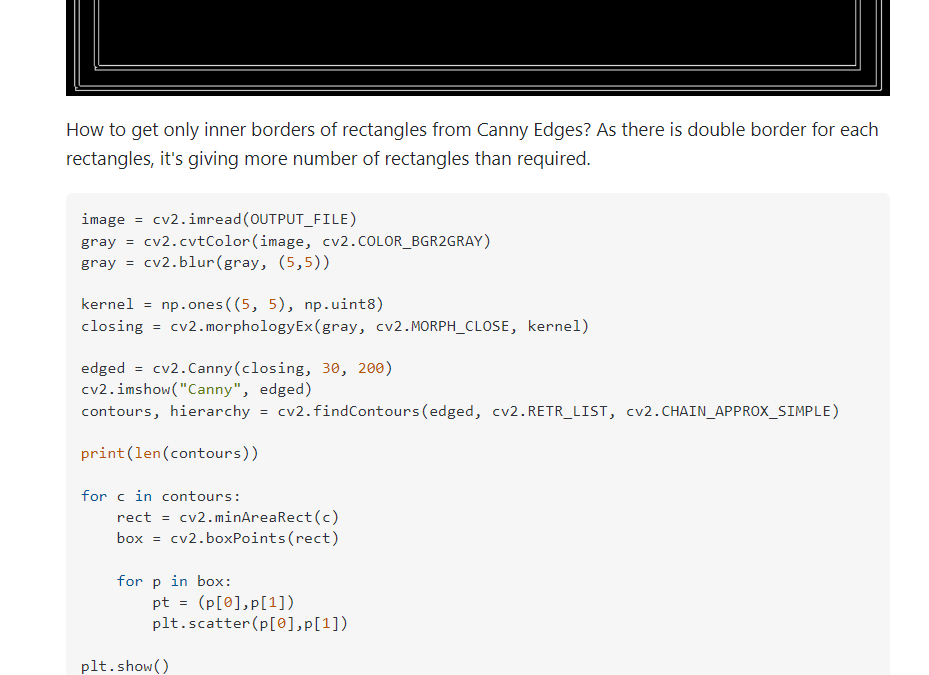 How to get only inner borders of rectangles from Canny Edges? As there is double border for each
rectangles, it's giving more number of rectangles than required.
image = cv2.imread(OUTPUT_FILE)
gray = cv2.cvtColor(image, cv2.COLOR_BGR2GRAY)
gray = cv2.blur(gray, (5,5))
kernel = np.ones((5, 5), np.uint8)
closing = cv2.morphologyEx(gray, cv2.MORPH_CLOSE, kernel)
edged = cv2.Canny(closing, 30, 200)
cv2.imshow("Canny", edged)
contours, hierarchy = cv2.findContours(edged, cv2.RETR_LIST, cv2.CHAIN_APPROX_SIMPLE)
print(len(contours))
for c in contours:
    rect = cv2.minAreaRect(c)
    box = cv2.boxPoints(rect)
    for p in box:
        pt = (p[0],p[1])
        plt.scatter(p[0],p[1])
plt.show()